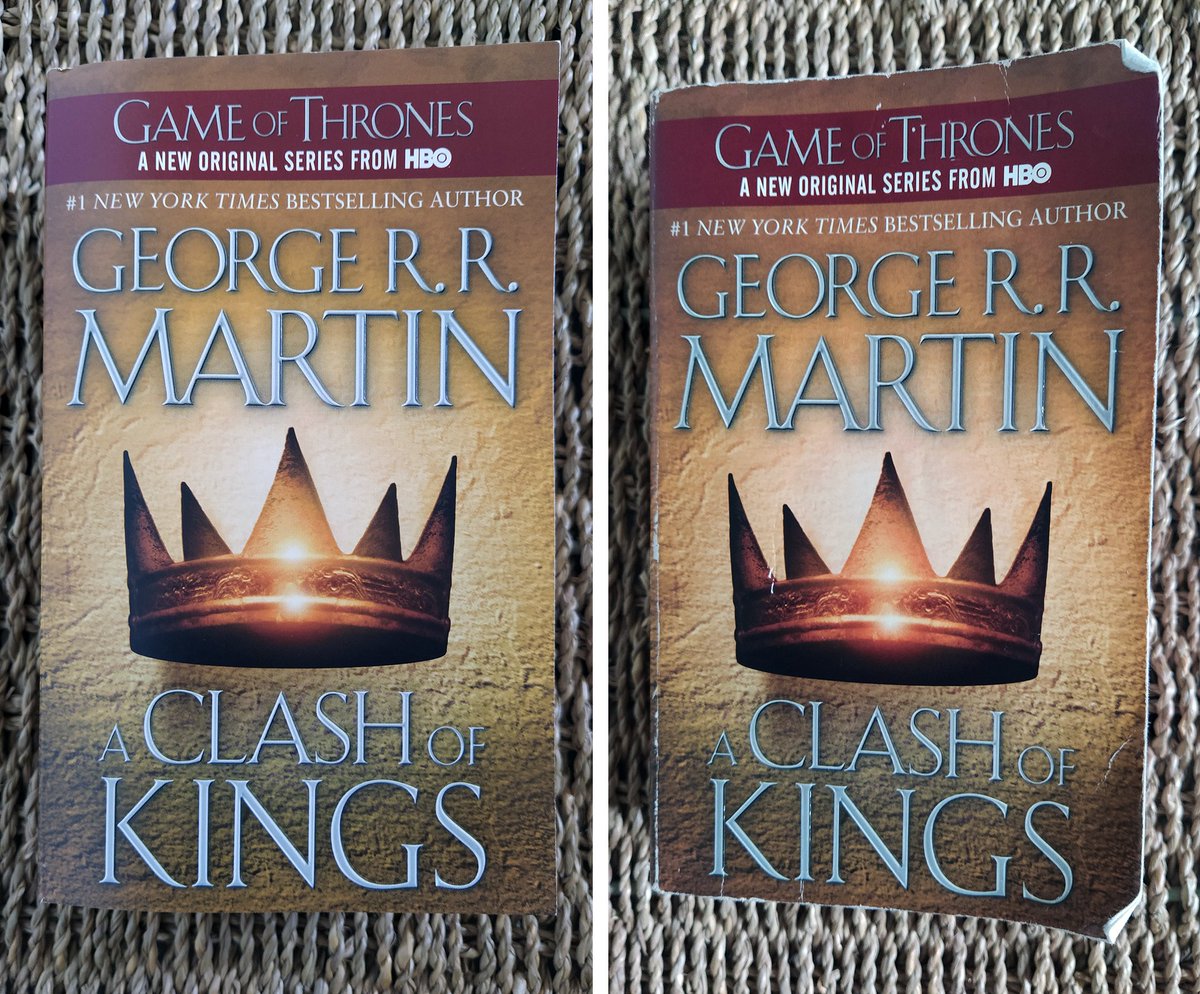 GAME OF THRONES
A NEW ORIGINAL SERIES FROM HBO
#1 NEW YORK TIMES BESTSELLING AUTHOR
GEORGE R. R.
MARTIN
A CLASH OF
KINGS
GAME OF THRONES
A NEW ORIGINAL SERIES FROM HBO
#1 NEW YORK TIMES BESTSELLING AUTHOR
GEORGE R. R.
MARTIN
A CLASH OF
KINGS